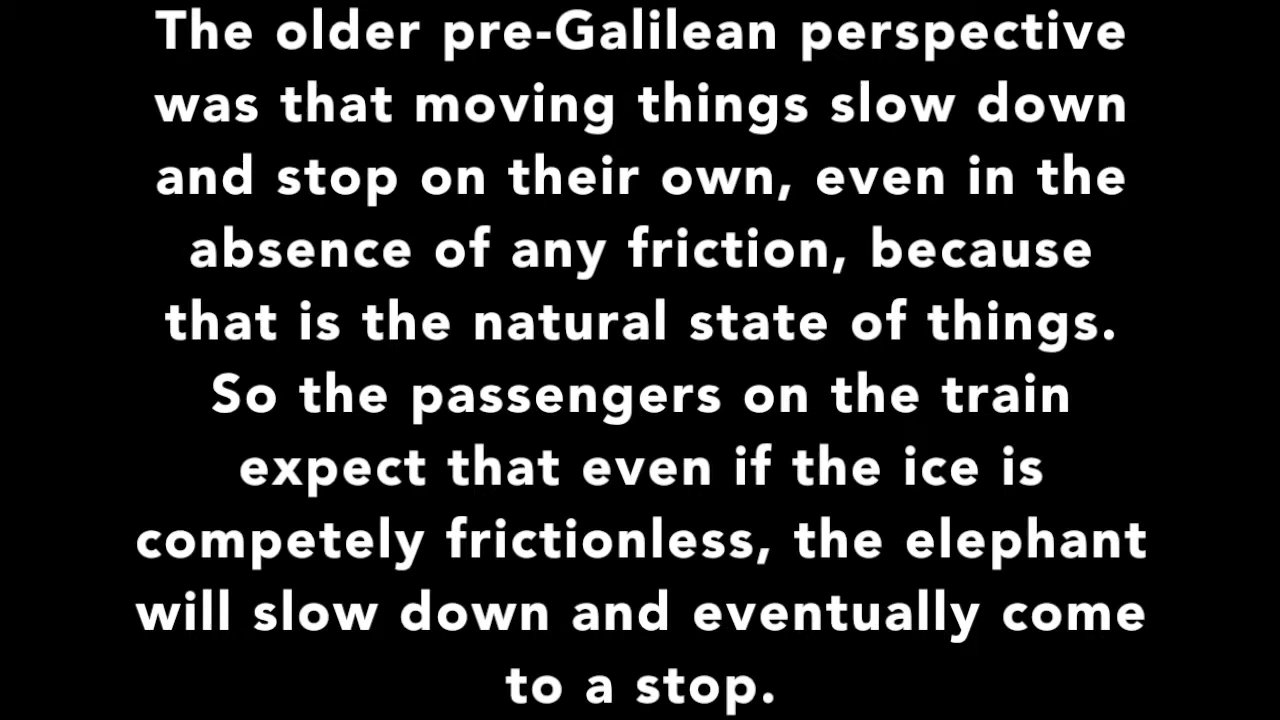 The older pre-Galilean perspective
was that moving things slow down
and stop on their own, even in the
absence of any friction, because
that is the natural state of things.
So the passengers on the train
expect that even if the ice is
competely frictionless, the elephant
will slow down and eventually come
to a stop.